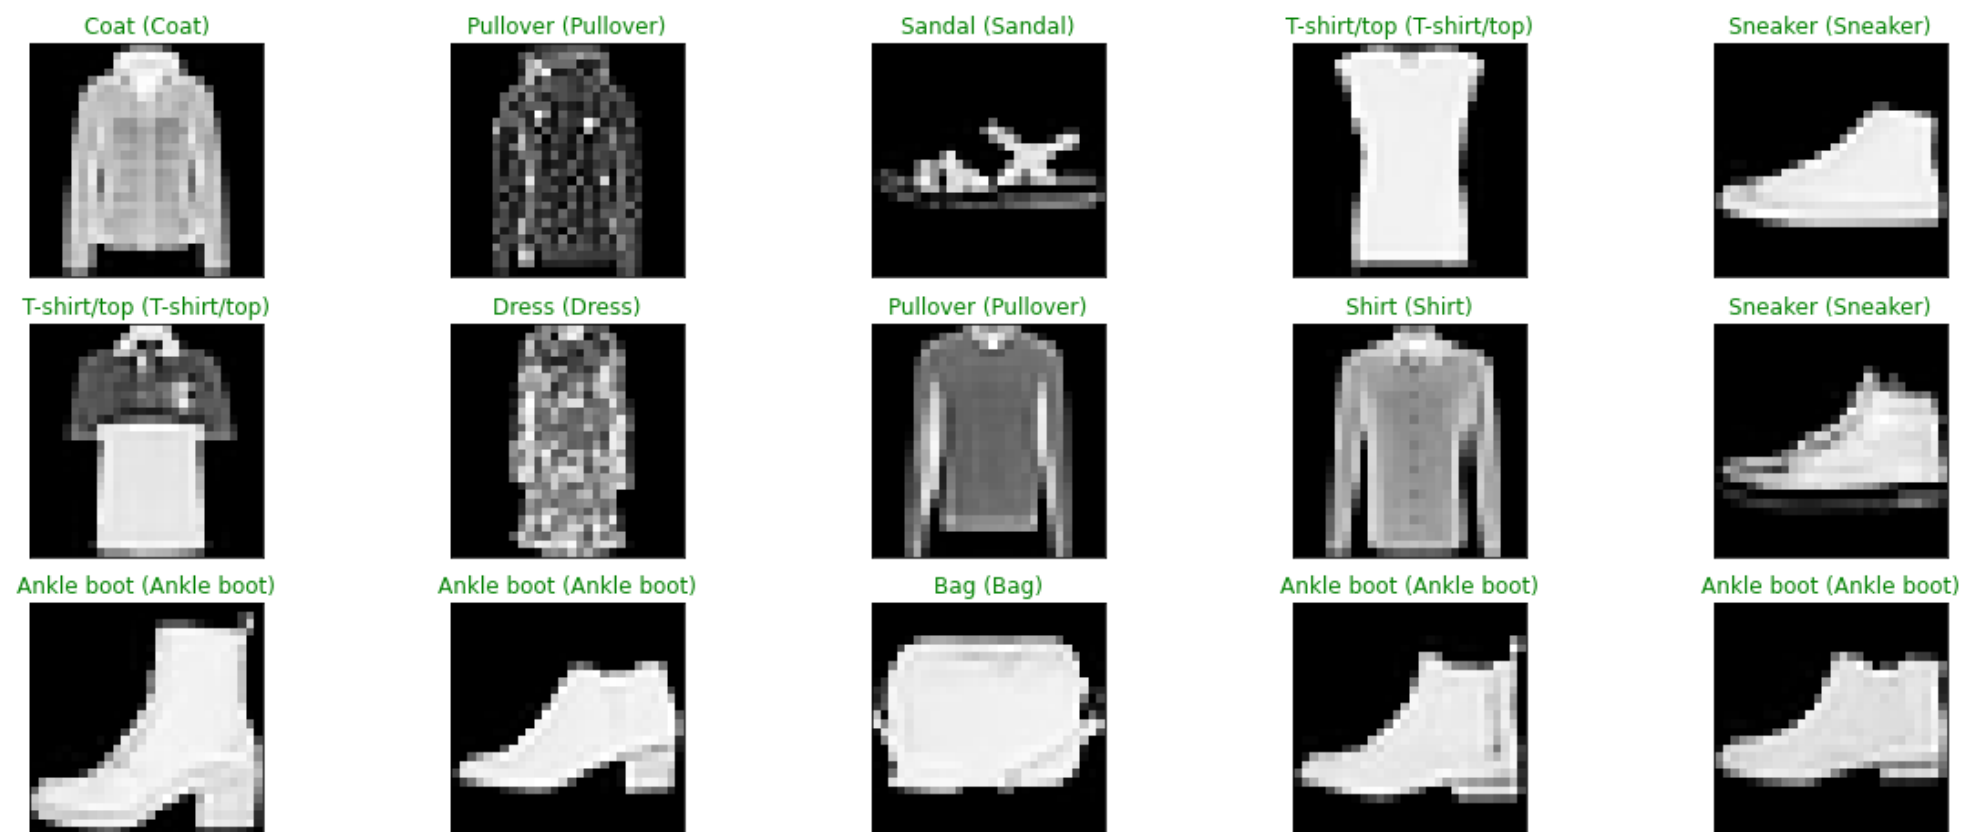 Coat (Coat)
Pullover (Pullover)
Sandal (Sandal)
T-shirt/top (T-shirt/top)
Sneaker (Sneaker)
T-shirt/top (T-shirt/top)
Dress (Dress)
Pullover (Pullover)
Shirt (Shirt)
Sneaker (Sneaker)
Ankle boot (Ankle boot)
Ankle boot (Ankle boot)
Bag (Bag)
Ankle boot (Ankle boot)
Ankle boot (Ankle boot)